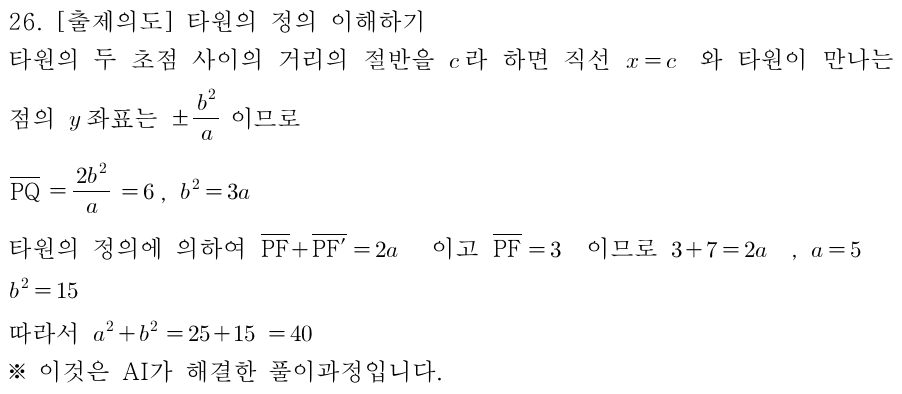 26. [출제의도] 타원의 정의 이해하기
타원의 두 초점 사이의 거리의 절반을 c라 하면 직선 x=c 와 타원이 만나는
점의 y좌표는 ±b²/a 이므로
P̅Q̅ = 2b²/a = 6, b²=3a
타원의 정의에 의하여 P̅F̅+P̅F̅′=2a 이고 P̅F̅=3 이므로 3+7=2a , a=5
b²=15
따라서 a²+b²=25+15 =40
※ 이것은 AI가 해결한 풀이과정입니다.